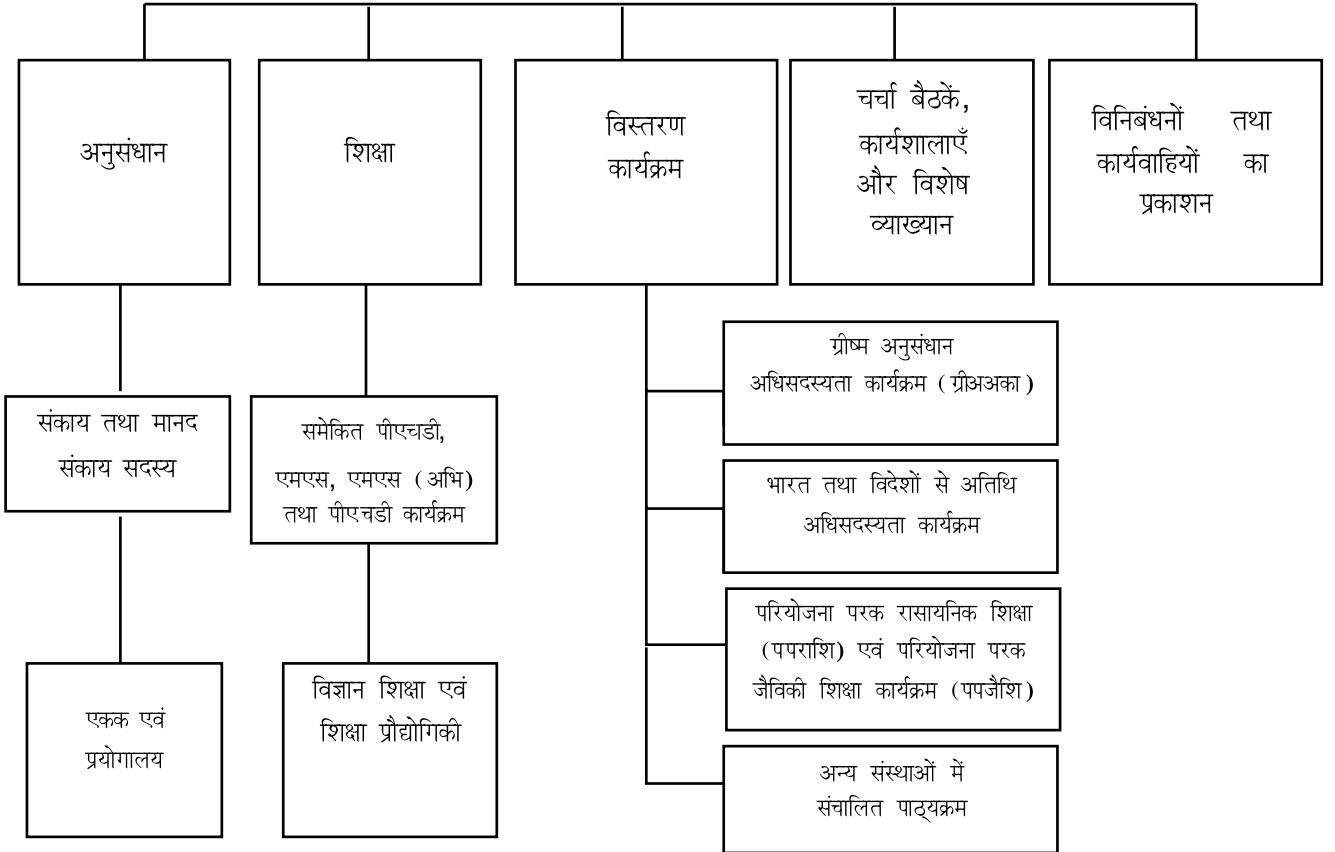 अनुसंधान
शिक्षा
विस्तरण
कार्यक्रम
चर्चा बैठकें,
कार्यशालाएँ
और विशेष
व्याख्यान
विनिबंधनों तथा
कार्यवाहियों का
प्रकाशन
संकाय तथा मानद
संकाय सदस्य
समेकित पीएचडी,
एमएस, एमएस (अभि)
तथा पीएचडी कार्यक्रम
एकक एवं
प्रयोगालय
विज्ञान शिक्षा एवं
शिक्षा प्रौद्योगिकी
ग्रीष्म अनुसंधान
अधिसदस्यता कार्यक्रम (ग्रीअअका)
भारत तथा विदेशों से अतिथि
अधिसदस्यता कार्यक्रम
परियोजना परक रासायनिक शिक्षा
(पपराशि) एवं परियोजना परक
जैविकी शिक्षा कार्यक्रम (पपजैशि)
अन्य संस्थाओं में
संचालित पाठ्यक्रम